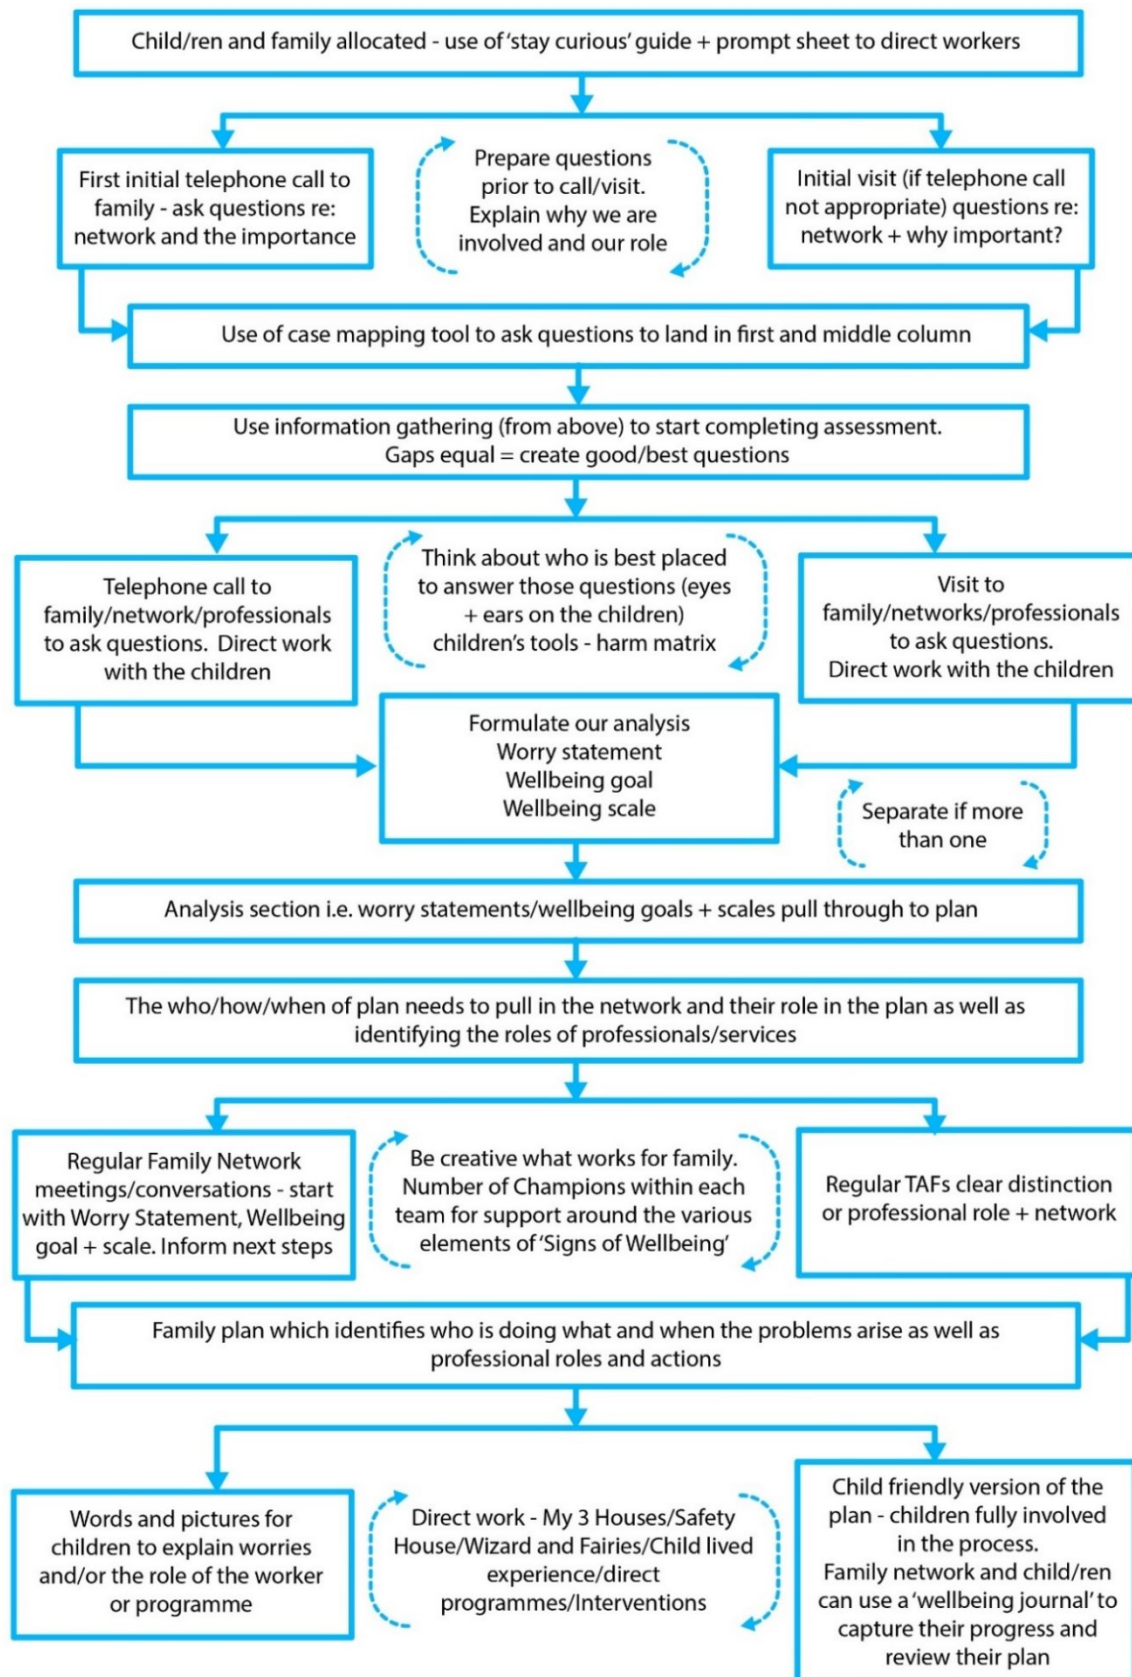 Child/ren and family allocated - use of ‘stay curious’ guide + prompt sheet to direct workers
First initial telephone call to
family - ask questions re:
network and the importance
Prepare questions
prior to call/visit.
Explain why we are
involved and our role
Initial visit (if telephone call
not appropriate) questions re:
network + why important?
Use of case mapping tool to ask questions to land in first and middle column
Use information gathering (from above) to start completing assessment.
Gaps equal = create good/best questions
Telephone call to
family/network/professionals
to ask questions. Direct work
with the children
Think about who is best placed
to answer those questions (eyes
+ ears on the children)
children’s tools - harm matrix
Visit to
family/networks/professionals
to ask questions.
Direct work with the children
Formulate our analysis
Worry statement
Wellbeing goal
Wellbeing scale
Separate if more
than one
Analysis section i.e. worry statements/wellbeing goals + scales pull through to plan
The who/how/when of plan needs to pull in the network and their role in the plan as well as
identifying the roles of professionals/services
Regular Family Network
meetings/conversations - start
with Worry Statement, Wellbeing
goal + scale. Inform next steps
Be creative what works for family.
Number of Champions within each
team for support around the various
elements of ‘Signs of Wellbeing’
Regular TAFs clear distinction
or professional role + network
Family plan which identifies who is doing what and when the problems arise as well as
professional roles and actions
Words and pictures for
children to explain worries
and/or the role of the worker
or programme
Direct work - My 3 Houses/Safety
House/Wizard and Fairies/Child lived
experience/direct
programmes/Interventions
Child friendly version of the
plan - children fully involved
in the process.
Family network and child/ren
can use a ‘wellbeing journal’ to
capture their progress and
review their plan